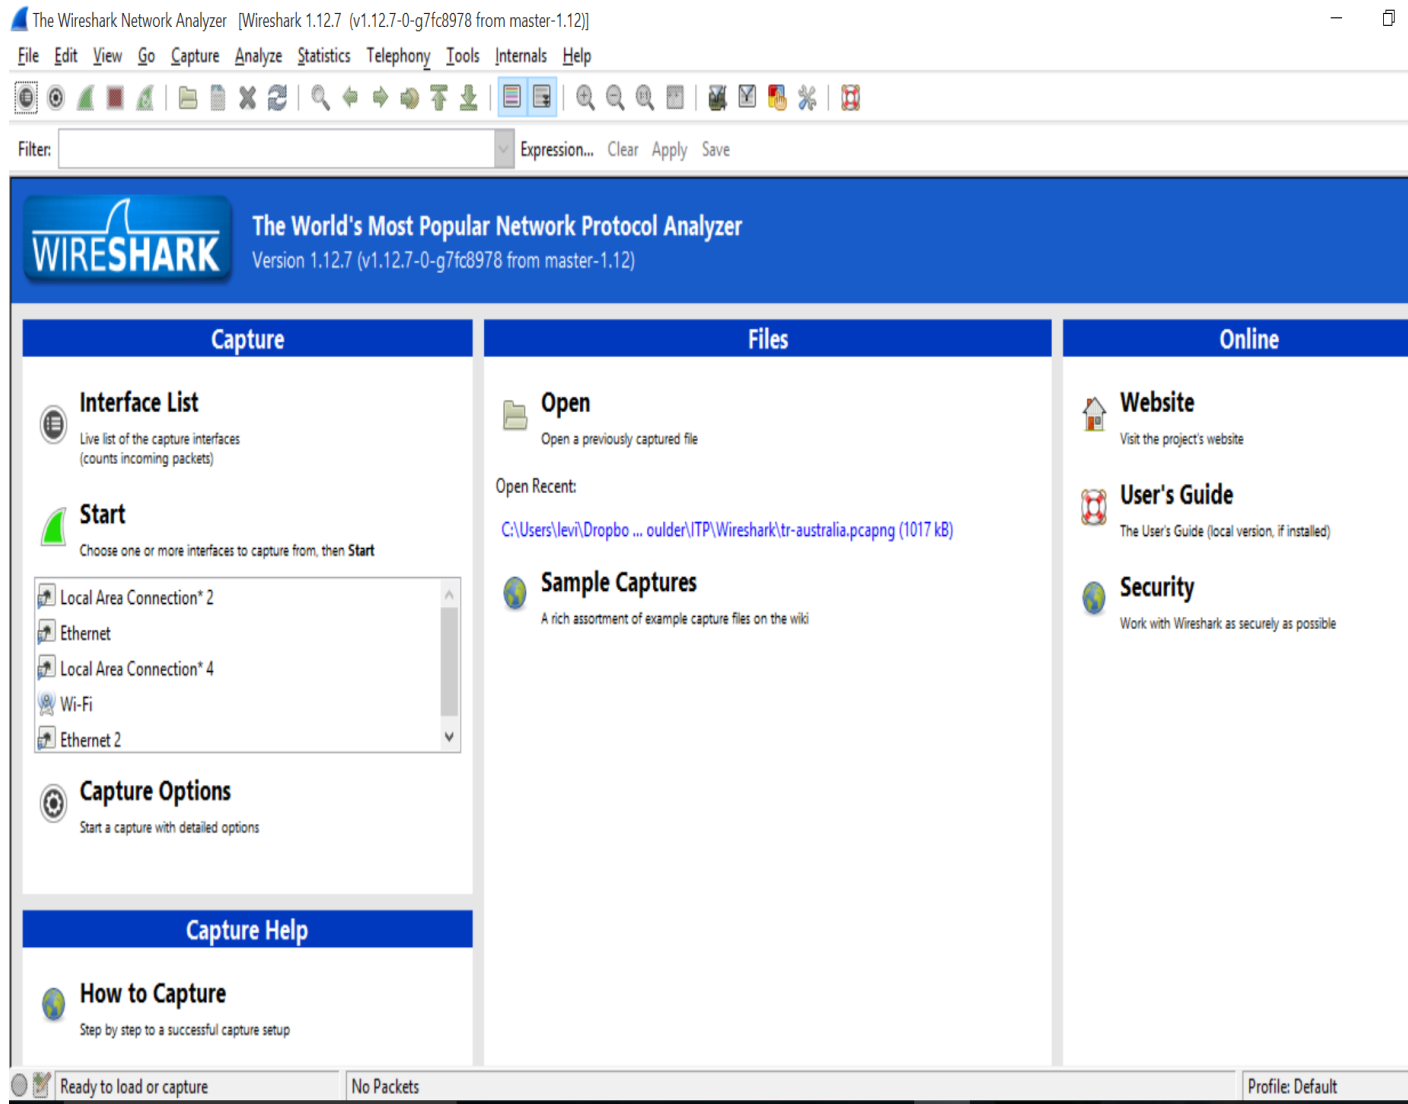 The Wireshark Network Analyzer [Wireshark 1.12.7 (v1.12.7-0-g7fc8978 from master-1.12)]
File Edit View Go Capture Analyze Statistics Telephony Tools Internals Help
Filter: Expression... Clear Apply Save
WIRESHARK
The World's Most Popular Network Protocol Analyzer
Version 1.12.7 (v1.12.7-0-g7fc8978 from master-1.12)
Capture
Interface List
Live list of the capture interfaces
(counts incoming packets)
Start
Choose one or more interfaces to capture from, then Start
Local Area Connection* 2
Ethernet
Local Area Connection* 4
Wi-Fi
Ethernet 2
Capture Options
Start a capture with detailed options
Capture Help
How to Capture
Step by step to a successful capture setup
Files
Open
Open a previously captured file
Open Recent:
C:\Users\levi\Dropbo ... oulder\ITP\Wireshark\tr-australia.pcapng (1017 kB)
Sample Captures
A rich assortment of example capture files on the wiki
Online
Website
Visit the project's website
User's Guide
The User's Guide (local version, if installed)
Security
Work with Wireshark as securely as possible
Ready to load or capture
No Packets
Profile: Default